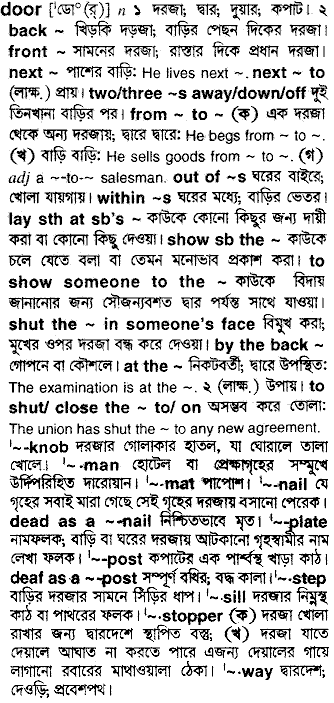 door [ˈডো°(র্)] n ১ দরজা; দ্বার; দুয়ার; কপাট। ২
back ~ খিড়কি দড়জা; বাড়ির পেছন দিকের দরজা।
front ~ সামনের দরজা; রাস্তার দিকে প্রধান দরজা।
next ~ পাশের বাড়ি: He lives next ~. next ~ to
(লাক্ষ.) প্রায়। two/three ~s away/down/off দুই
তিনখানা বাড়ির পর। from ~ to ~ (ক) এক দরজা
থেকে অন্য দরজায়; দ্বারে দ্বারে: He begs from ~ to ~.
(খ) বাড়ি বাড়ি: He sells goods from ~ to ~. (গ)
adj a ~-to-~ salesman. out of ~s ঘরের বাইরে;
খোলা যায়গায়। within ~s ঘরের মধ্যে; বাড়ির ভেতর।
lay sth at sb's ~ কাউকে কোনো কিছুর জন্য দায়ী
করা বা কোনো কিছু দেওয়া। show sb the ~ কাউকে
চলে যেতে বলা বা তেমন মনোভাব প্রকাশ করা। to
show someone to the ~ কাউকে বিদায়
জানানোর জন্য সৌজন্যবশত দ্বার পর্যন্ত সাথে যাওয়া।
shut the ~ in someone's face বিমুখ করা;
মুখের ওপর দরজা বন্ধ করে দেওয়া। by the back ~
গোপনে বা কৌশলে। at the ~ নিকটবর্তী; দ্বারে উপস্থিত:
The examination is at the ~. ২ (লাক্ষ.) উপায়। to
shut/ close the ~ to/ on অসম্ভব করে তোলা:
The union has shut the ~ to any new agreement.
ˈ~-knob দরজার গোলাকার হাতল, যা ঘোরালে তালা
খোলে। ˈ~-man হোটেল বা প্রেক্ষাগৃহের সম্মুখে
উর্দিপরিহিত দারোয়ান। ˈ~-mat পাপোশ। ˈ~-nail যে
গৃহের সবাই মারা গেছে সেই গৃহের দরজায় বসানো পেরেক।
dead as a ~-nail নিশ্চিতভাবে মৃত। ˈ~-plate
নামফলক; বাড়ি বা ঘরের দরজায় আটকানো গৃহস্বামীর নাম
লেখা ফলক। ˈ~-post কপাটের এক পার্শ্বস্থ খাড়া কাঠ।
deaf as a ~-post সম্পূর্ণ বধির; বদ্ধ কালা। ˈ~-step
বাড়ির দরজার সামনে সিঁড়ির ধাপ। ˈ~-sill দরজার নিম্নস্থ
কাঠ বা পাথরের ফলক। ˈ~-stopper (ক) দরজা খোলা
রাখার জন্য দ্বারদেশে স্থাপিত বস্তু; (খ) দরজা যাতে
দেয়ালে আঘাত না করতে পারে এজন্য দেয়ালের গায়ে
লাগানো রবারের মাথাওয়ালা ঠেকা। ˈ~-way দ্বারদেশ;
দেওড়ি; প্রবেশপথ।